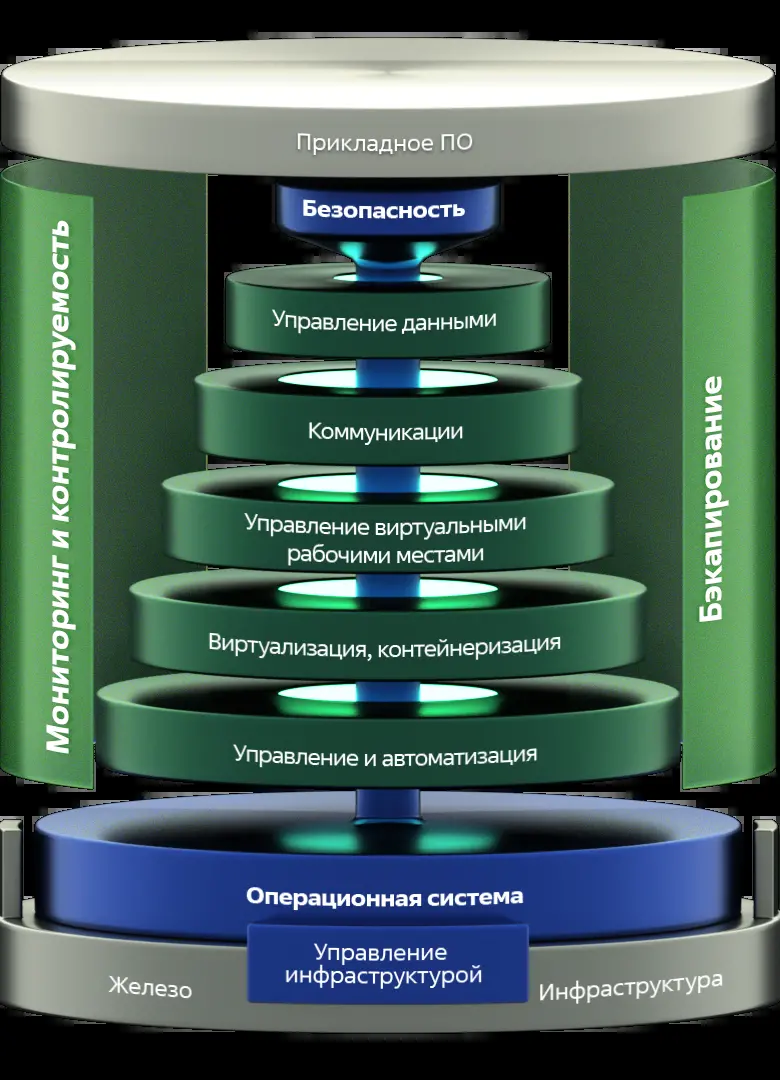 Прикладное ПО
Безопасность
Мониторинг и контролируемость
Управление данными
Коммуникации
Бэкапирование
Управление виртуальными
рабочими местами
Виртуализация, контейнеризация
Управление и автоматизация
Операционная система
Управление
инфраструктурой
Железо
Инфраструктура